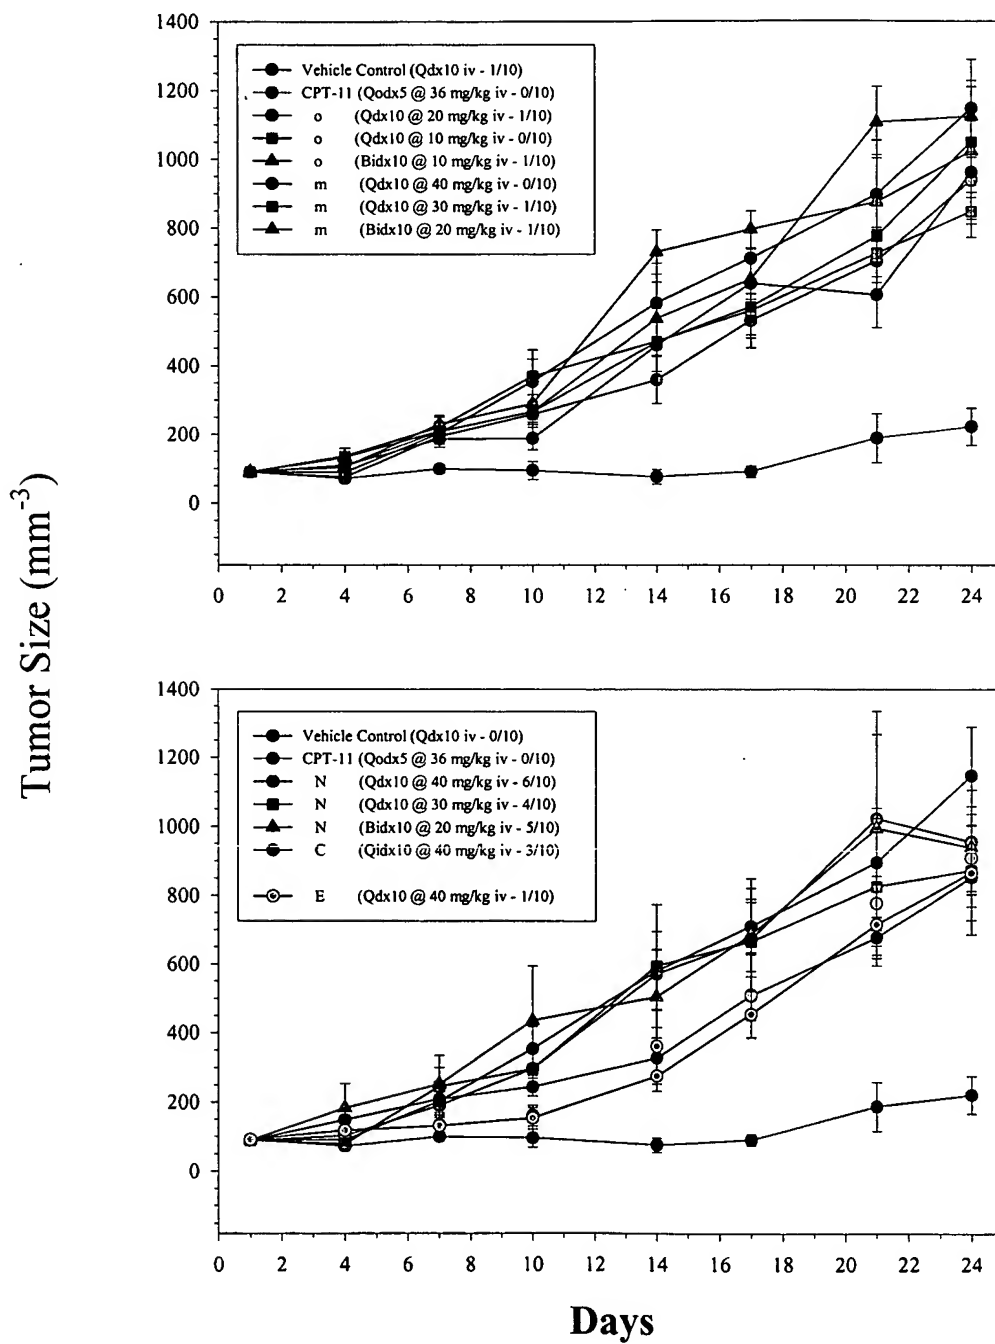 Tumor Size (mm-3)
1400
1200
1000
800
600
400
200
0
Vehicle Control (Qdx10 iv - 1/10)
CPT-11 (Qodx5 @ 36 mg/kg iv - 0/10)
o (Qdx10 @ 20 mg/kg iv - 1/10)
o (Qdx10 @ 10 mg/kg iv - 0/10)
o (Bidx10 @ 10 mg/kg iv - 1/10)
m (Qdx10 @ 40 mg/kg iv - 0/10)
m (Qdx10 @ 30 mg/kg iv - 1/10)
m (Bidx10 @ 20 mg/kg iv - 1/10)
0 2 4 6 8 10 12 14 16 18 20 22 24
1400
1200
1000
800
600
400
200
0
Vehicle Control (Qdx10 iv - 0/10)
CPT-11 (Qodx5 @ 36 mg/kg iv - 0/10)
N (Qdx10 @ 40 mg/kg iv - 6/10)
N (Qdx10 @ 30 mg/kg iv - 4/10)
N (Bidx10 @ 20 mg/kg iv - 5/10)
C (Qidx10 @ 40 mg/kg iv - 3/10)
E (Qdx10 @ 40 mg/kg iv - 1/10)
0 2 4 6 8 10 12 14 16 18 20 22 24
Days